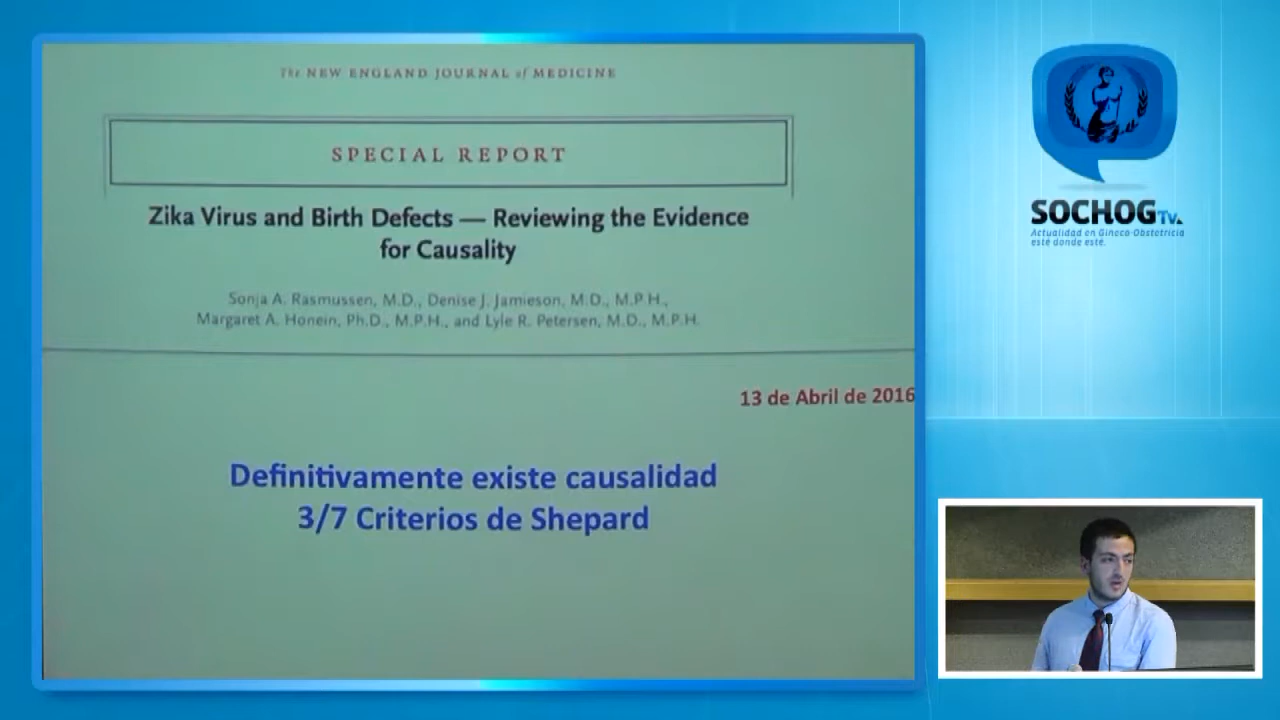 The NEW ENGLAND JOURNAL of MEDICINE
SPECIAL REPORT
Zika Virus and Birth Defects — Reviewing the Evidence
for Causality
Sonja A. Rasmussen, M.D., Denise J. Jamieson, M.D., M.P.H.,
Margaret A. Honein, Ph.D., M.P.H., and Lyle R. Petersen, M.D., M.P.H.
13 de Abril de 2016
Definitivamente existe causalidad
3/7 Criterios de Shepard
SOCHOG Tv.
Actualidad en Gineco-Obstetricia
esté donde esté.